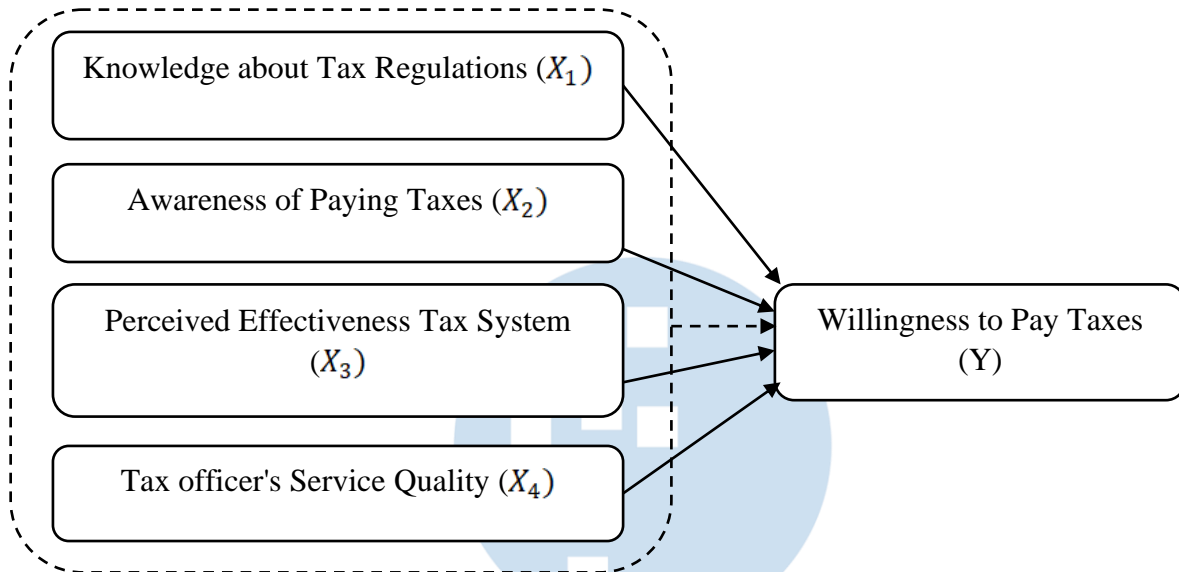 Knowledge about Tax Regulations (X₁)
Awareness of Paying Taxes (X₂)
Perceived Effectiveness Tax System
(X₃)
Tax officer's Service Quality (X₄)
Willingness to Pay Taxes
(Y)